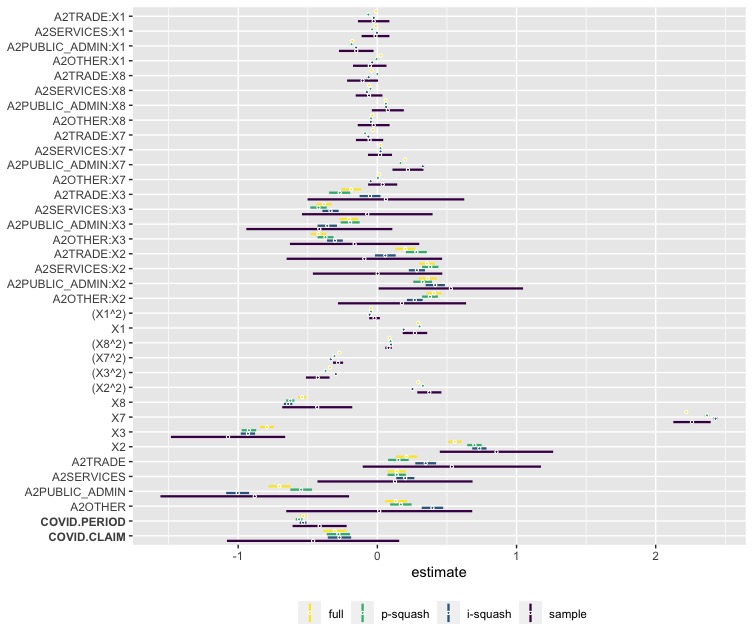 A2TRADE:X1
A2SERVICES:X1
A2PUBLIC_ADMIN:X1
A2OTHER:X1
A2TRADE:X8
A2SERVICES:X8
A2PUBLIC_ADMIN:X8
A2OTHER:X8
A2TRADE:X7
A2SERVICES:X7
A2PUBLIC_ADMIN:X7
A2OTHER:X7
A2TRADE:X3
A2SERVICES:X3
A2PUBLIC_ADMIN:X3
A2OTHER:X3
A2TRADE:X2
A2SERVICES:X2
A2PUBLIC_ADMIN:X2
A2OTHER:X2
(X1^2)
X1
(X8^2)
(X7^2)
(X3^2)
(X2^2)
X8
X7
X3
X2
A2TRADE
A2SERVICES
A2PUBLIC_ADMIN
A2OTHER
COVID.PERIOD
COVID.CLAIM
-1 0 1 2
estimate
full p-squash i-squash sample